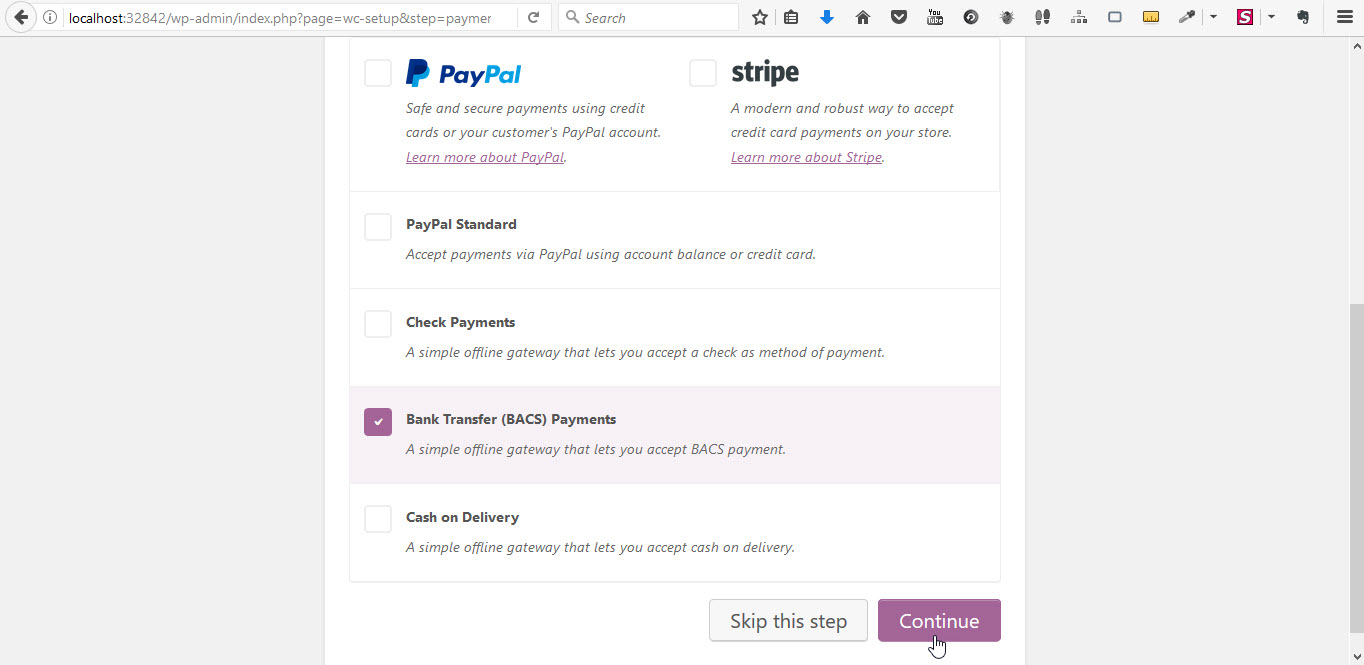 localhost:32842/wp-admin/index.php?page=wc-setup&step=paymer
Search
You
Tube
S
PayPal
Safe and secure payments using credit
cards or your customer's PayPal account.
Learn more about PayPal.
stripe
A modern and robust way to accept
credit card payments on your store.
Learn more about Stripe.
PayPal Standard
Accept payments via PayPal using account balance or credit card.
Check Payments
A simple offline gateway that lets you accept a check as method of payment.
Bank Transfer (BACS) Payments
A simple offline gateway that lets you accept BACS payment.
Cash on Delivery
A simple offline gateway that lets you accept cash on delivery.
Skip this step
Continue